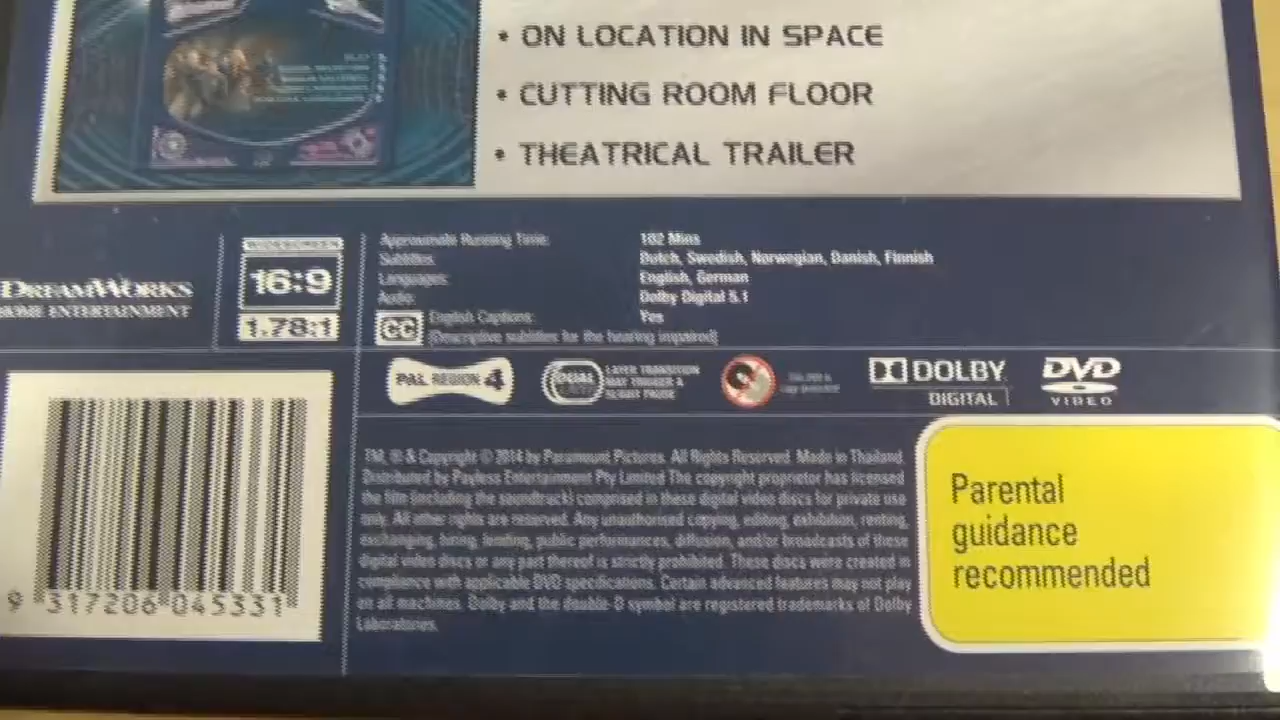 • ON LOCATION IN SPACE
• CUTTING ROOM FLOOR
• THEATRICAL TRAILER
DREAMWORKS
HOME ENTERTAINMENT
WIDESCREEN
16:9
1.78:1
Approximate Running Time: 102 Mins
Subtitles: Dutch, Swedish, Norwegian, Danish, Finnish
Languages: English, German
Audio: Dolby Digital 5.1
CC English Captions: Yes
(Descriptive subtitles for the hearing impaired)
PAL REGION 4
DUAL
LAYER TRANSITION
MAY TRIGGER A
SLIGHT PAUSE
DOLBY
DIGITAL
DVD
VIDEO
TM, ® & Copyright © 2014 by Paramount Pictures. All Rights Reserved. Made in Thailand.
Distributed by Payless Entertainment Pty Limited The copyright proprietor has licensed
the film (including the soundtrack) comprised in these digital video discs for private use
only. All other rights are reserved. Any unauthorised copying, editing, exhibition, renting,
exchanging, hiring, lending, public performances, diffusion, and/or broadcasts of these
digital video discs or any part thereof is strictly prohibited. These discs were created in
compliance with applicable DVD specifications. Certain advanced features may not play
on all machines. Dolby and the double-D symbol are registered trademarks of Dolby
Laboratories.
Parental
guidance
recommended
9 317206 045331